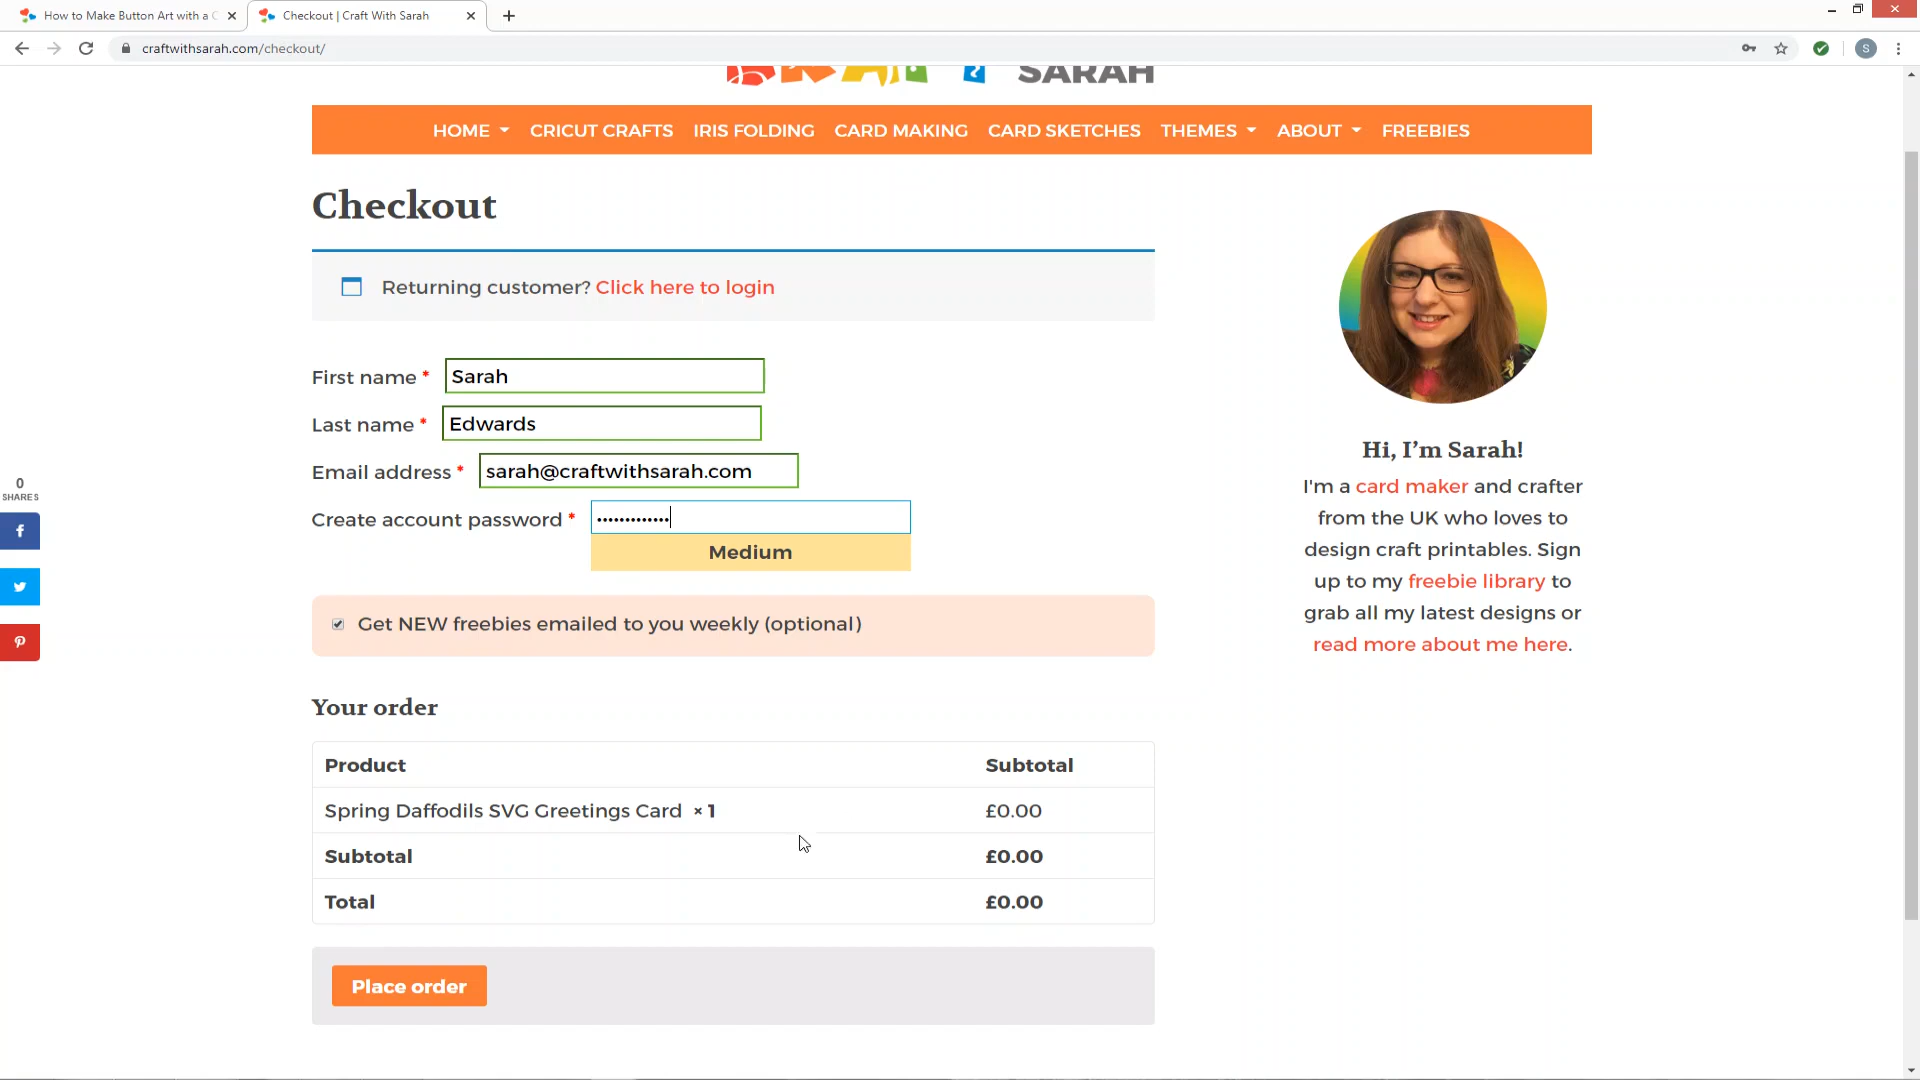 How to Make Button Art with a C
Checkout | Craft With Sarah
craftwithsarah.com/checkout/
S
SARAH
HOME CRICUT CRAFTS IRIS FOLDING CARD MAKING CARD SKETCHES THEMES ABOUT FREEBIES
Checkout
Returning customer? Click here to login
First name * Sarah
Last name * Edwards
Email address * sarah@craftwithsarah.com
Create account password * •••••••••••••
Medium
Get NEW freebies emailed to you weekly (optional)
Your order
Product Subtotal
Spring Daffodils SVG Greetings Card × 1 £0.00
Subtotal £0.00
Total £0.00
Place order
0
SHARES
Hi, I’m Sarah!
I'm a card maker and crafter
from the UK who loves to
design craft printables. Sign
up to my freebie library to
grab all my latest designs or
read more about me here.